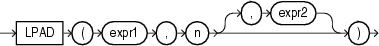 LPAD ( expr1 , n , expr2 )